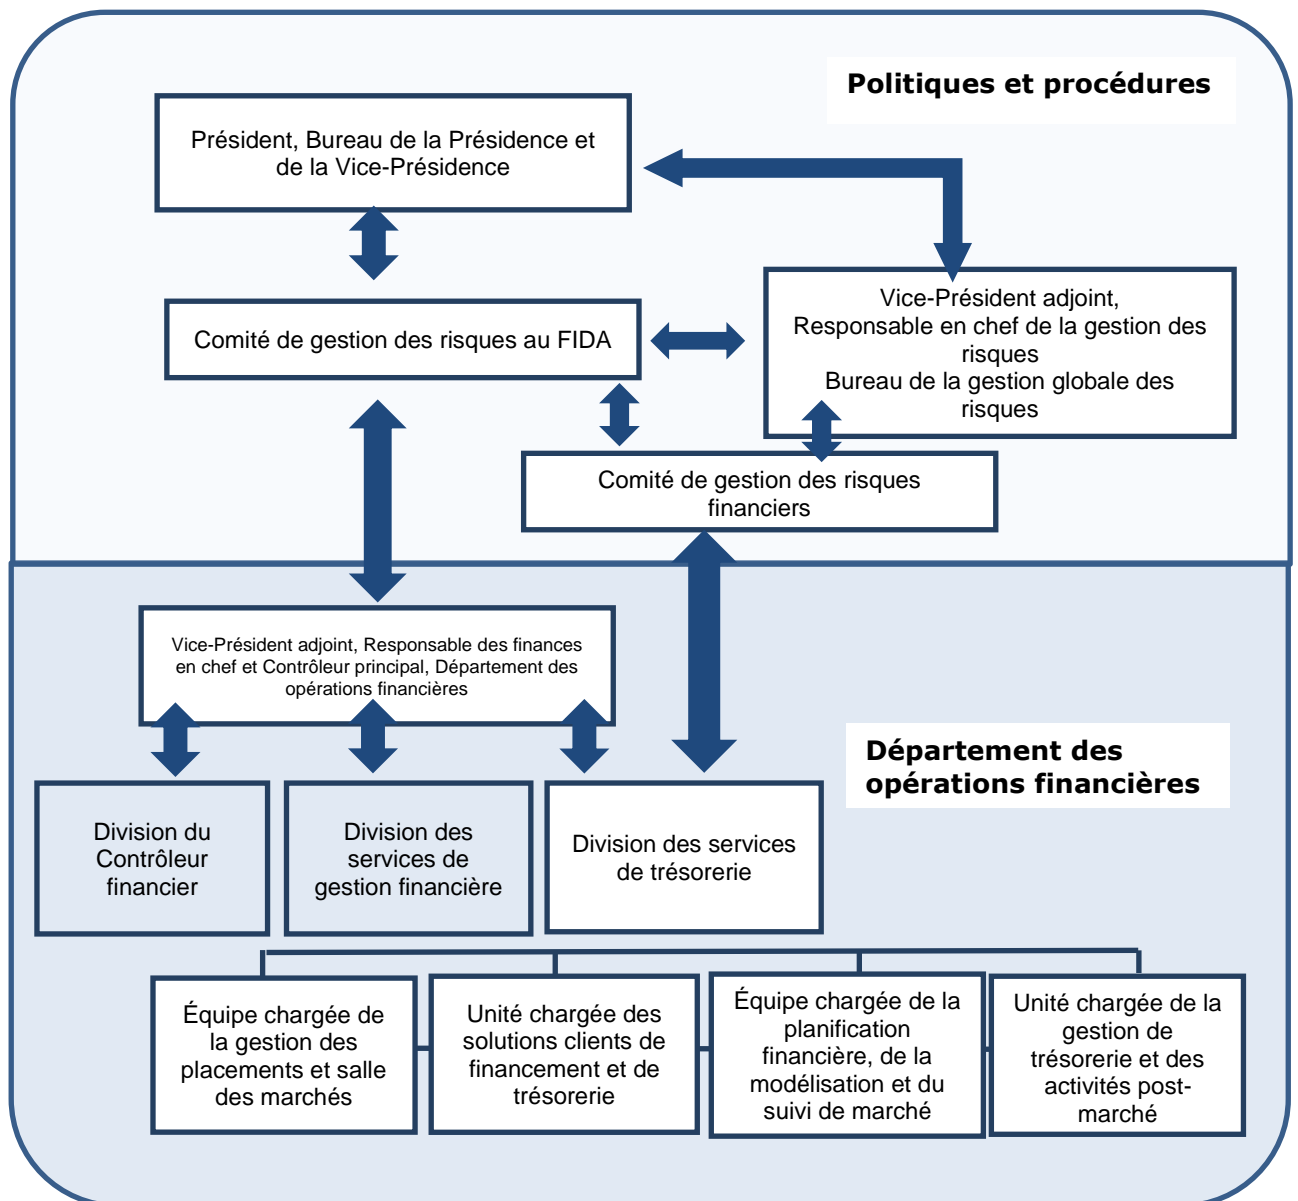 Politiques et procédures
Président, Bureau de la Présidence et
de la Vice-Présidence
Vice-Président adjoint,
Responsable en chef de la gestion des
risques
Bureau de la gestion globale des
risques
Comité de gestion des risques au FIDA
Comité de gestion des risques
financiers
Vice-Président adjoint, Responsable des finances
en chef et Contrôleur principal, Département des
opérations financières
Département des
opérations financières
Division du
Contrôleur
financier
Division des
services de
gestion financière
Division des services
de trésorerie
Équipe chargée de
la gestion des
placements et salle
des marchés
Unité chargée des
solutions clients de
financement et de
trésorerie
Équipe chargée de la
planification
financière, de la
modélisation et du
suivi de marché
Unité chargée de la
gestion de
trésorerie et des
activités post-
marché